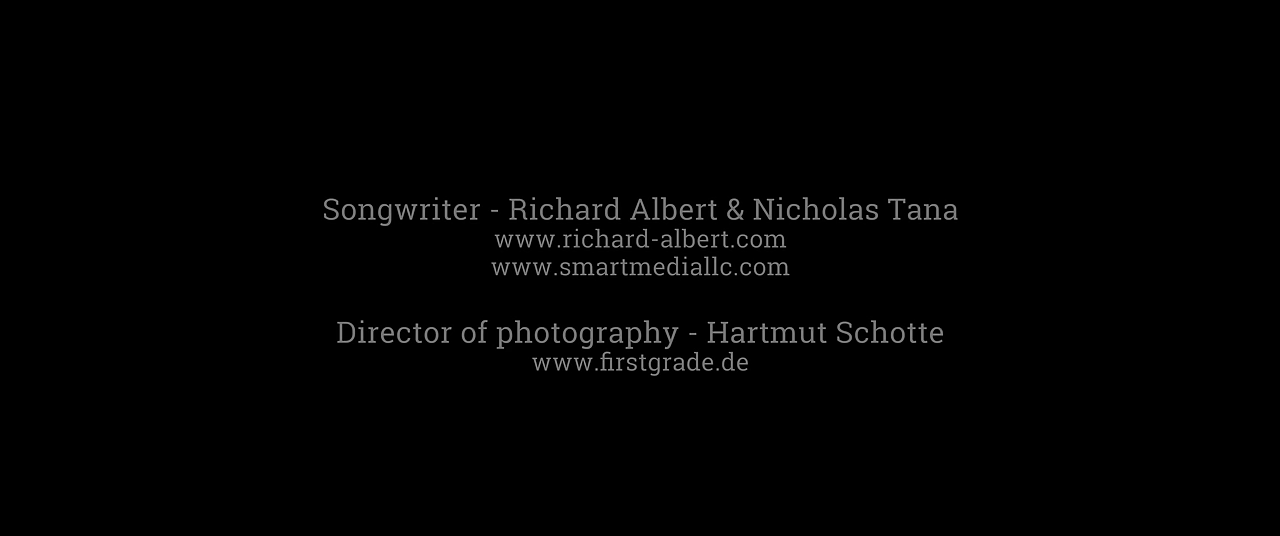 Songwriter - Richard Albert & Nicholas Tana
www.richard-albert.com
www.smartmediallc.com
Director of photography - Hartmut Schotte
www.firstgrade.de